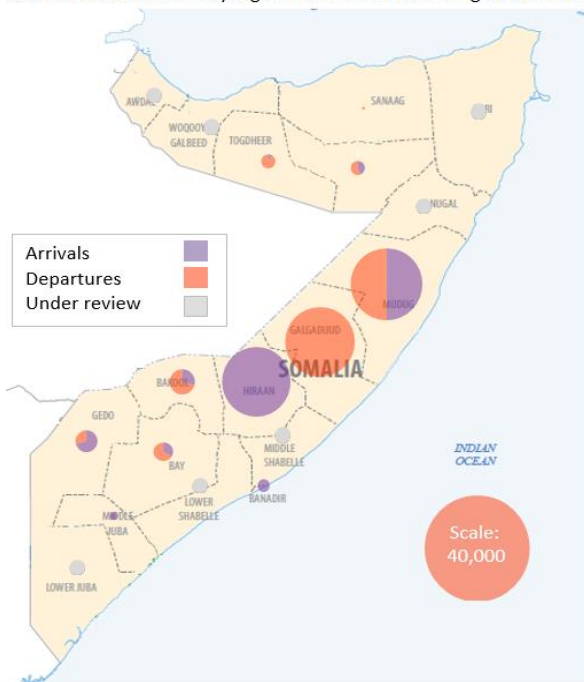 AWDAL
WOQOOYI
GALBEED
TOGDHEER
SANAAG
RI
NUGAL
Arrivals
Departures
Under review
MUDUG
GALGADUUD
SOMALIA
HIRAAN
BAKOOL
GEDO
BAY
MIDDLE
SHABELLE
INDIAN
OCEAN
BANADIR
LOWER
SHABELLE
MIDDLE
JUBA
LOWER JUBA
Scale:
40,000